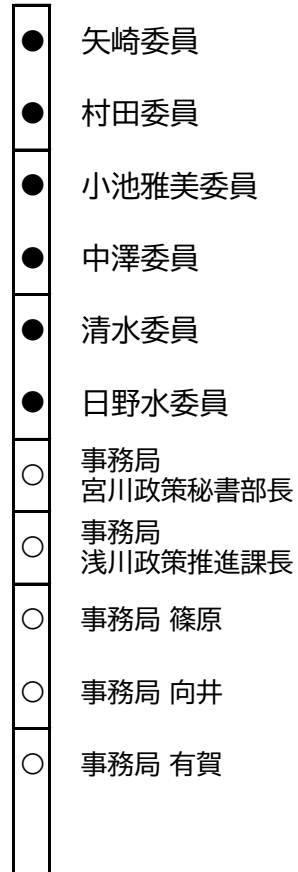 ● 矢崎委員
● 村田委員
● 小池雅美委員
● 中澤委員
● 清水委員
● 日野水委員
○ 事務局
宮川政策秘書部長
○ 事務局
浅川政策推進課長
○ 事務局 篠原
○ 事務局 向井
○ 事務局 有賀